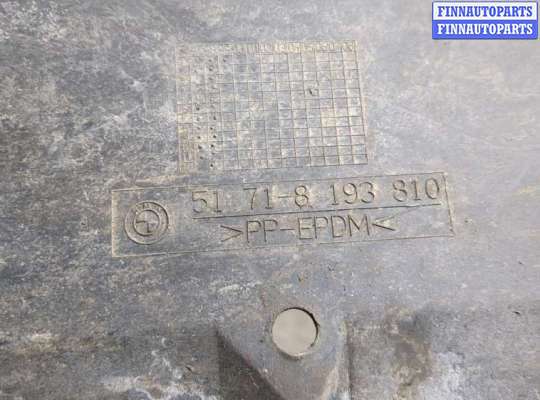 FINNAUTOPARTS
FINNAUTOPARTS
51 71-8 193 810
>PP-EPDM<